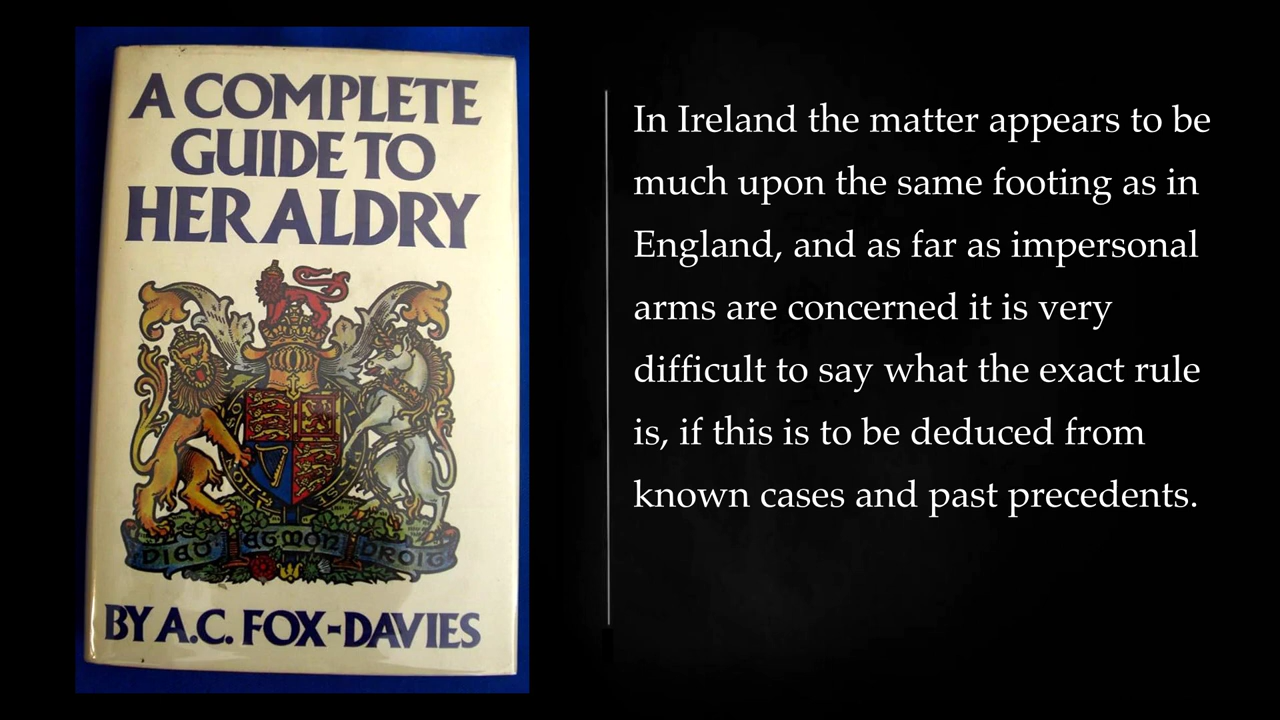 A COMPLETE
GUIDE TO
HERALDRY
DIEU ET MON DROIT
BY A.C. FOX-DAVIES
In Ireland the matter appears to be
much upon the same footing as in
England, and as far as impersonal
arms are concerned it is very
difficult to say what the exact rule
is, if this is to be deduced from
known cases and past precedents.